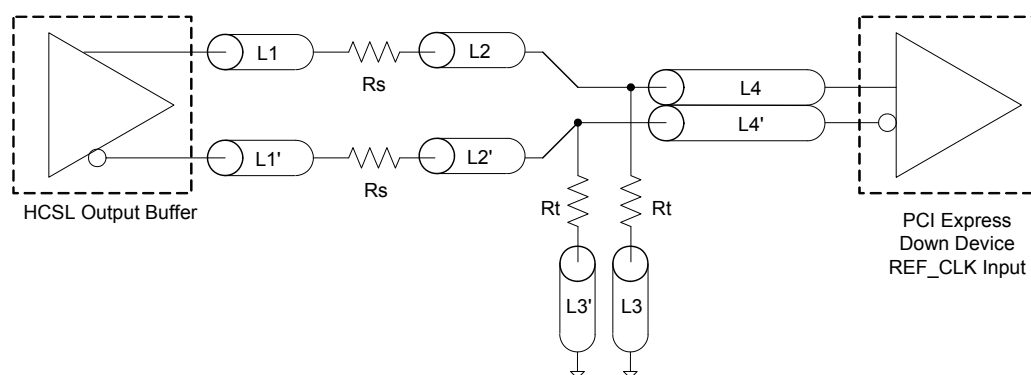 L1
Rs
L2
L4
L4'
L1'
Rs
L2'
HCSL Output Buffer
Rt
Rt
L3'
L3
PCI Express
Down Device
REF_CLK Input